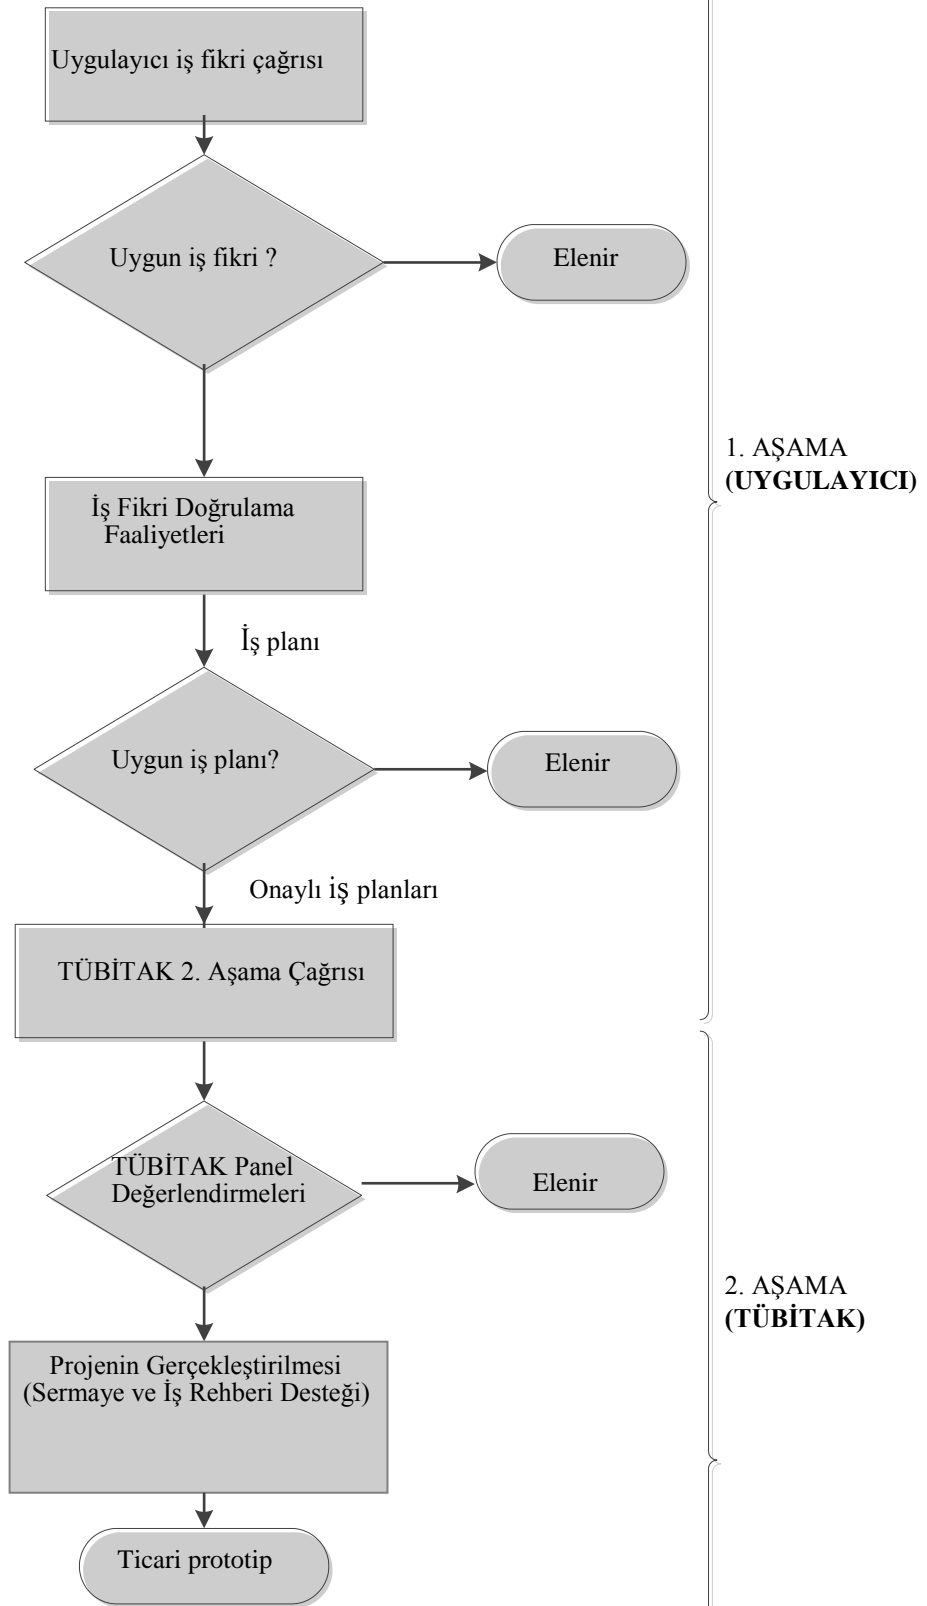 Uygulayıcı iş fikri çağrısı
Uygun iş fikri ?
Elenir
1. AŞAMA
(UYGULAYICI)
İş Fikri Doğrulama
Faaliyetleri
İş planı
Uygun iş planı?
Elenir
Onaylı iş planları
TÜBİTAK 2. Aşama Çağrısı
TÜBİTAK Panel
Değerlendirmeleri
Elenir
2. AŞAMA
(TÜBİTAK)
Projenin Gerçekleştirilmesi
(Sermaye ve İş Rehberi Desteği)
Ticari prototip